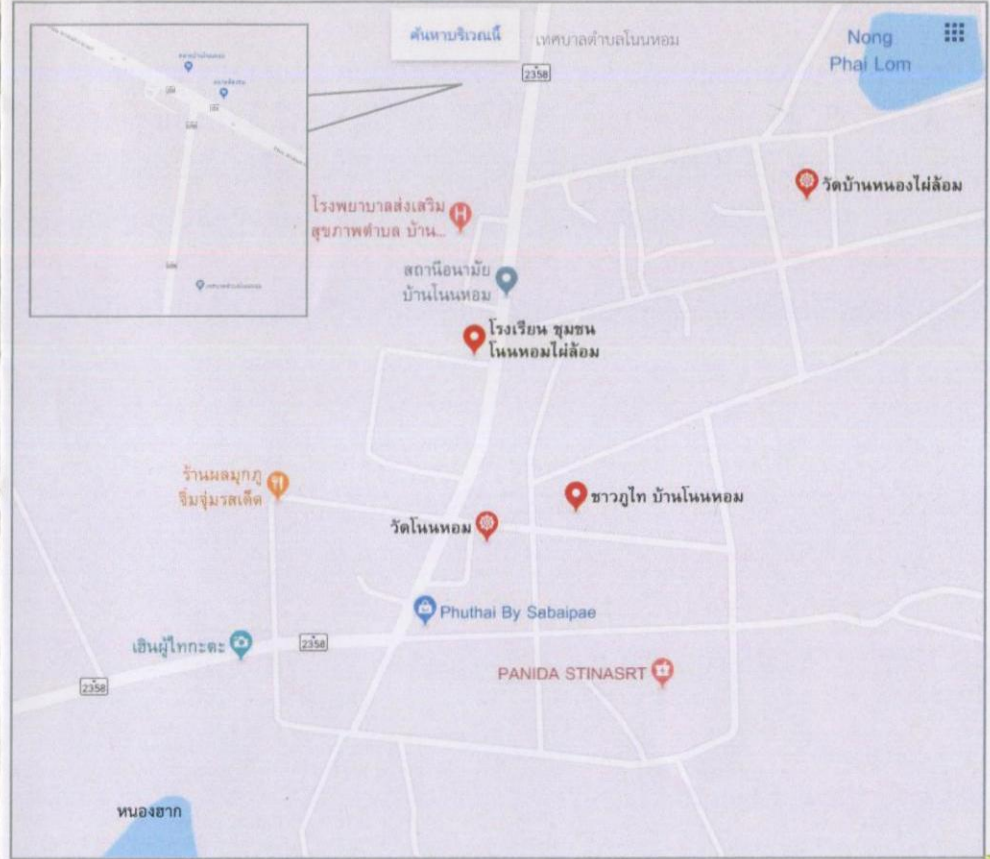 ค้นหาบริเวณนี้
เทศบาลตำบลโนนหอม
Nong
Phai Lom
2358
วัดบ้านหนองไผ่ล้อม
โรงพยาบาลส่งเสริม
สุขภาพตำบล บ้าน...
สถานีอนามัย
บ้านโนนหอม
โรงเรียน ชุมชน
โนนหอมไผ่ล้อม
ร้านผลมุกภู
จิ้มจุ่มรสเด็ด
ชาวภูไท บ้านโนนหอม
วัดโนนหอม
Phuthai By Sabaipae
เฮินผู้ไทกะตะ
2358
PANIDA STINASRT
2358
หนองฮาก